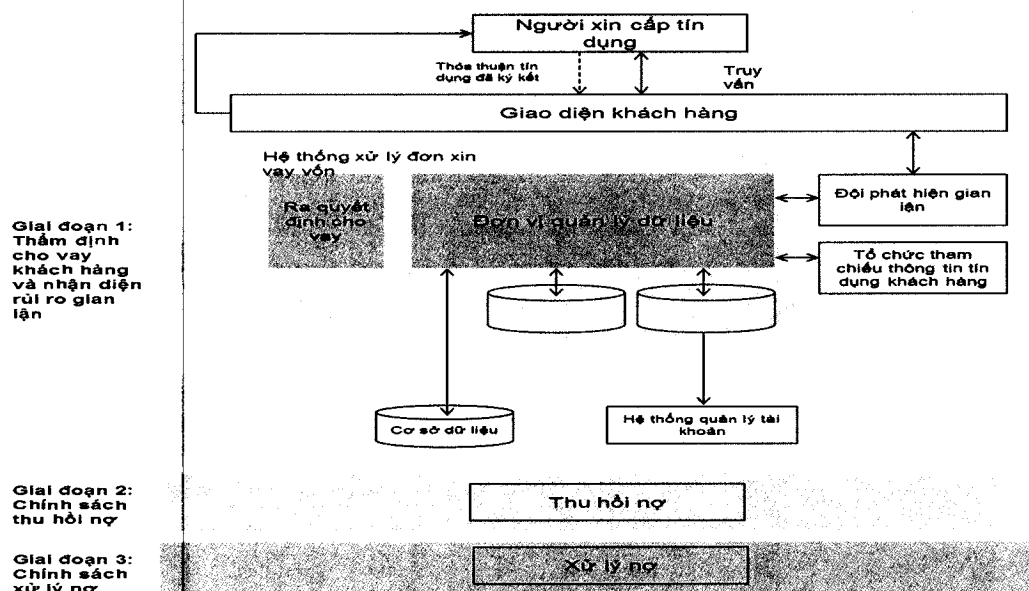 Người xin cấp tín
dụng
Thỏa thuận tín
dụng đã ký kết
Truy
vấn
Giao diện khách hàng
Hệ thống xử lý đơn xin
vay vốn
Ra quyết
định cho
vay
Đơn vị quản lý dữ liệu
Đội phát hiện gian
lận
Tổ chức tham
chiếu thông tin tín
dụng khách hàng
Giai đoạn 1:
Thẩm định
cho vay
khách hàng
và nhận diện
rủi ro gian
lận
Cơ sở dữ liệu
Hệ thống quản lý tài
khoản
Giai đoạn 2:
Chính sách
thu hồi nợ
Thu hồi nợ
Giai đoạn 3:
Chính sách
xử lý nợ
Xử lý nợ